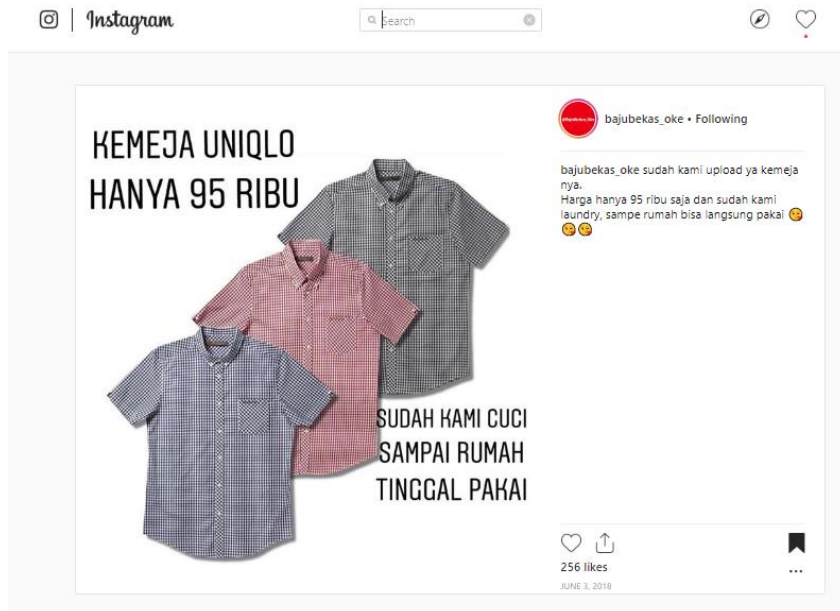 Instagram
Search
KEMEJA UNIQLO
HANYA 95 RIBU
SUDAH KAMI CUCI
SAMPAI RUMAH
TINGGAL PAKAI
bajubekas_oke • Following
bajubekas_oke sudah kami upload ya kemeja
nya.
Harga hanya 95 ribu saja dan sudah kami
laundry, sampe rumah bisa langsung pakai 😋
😋😋
256 likes
JUNE 3, 2018